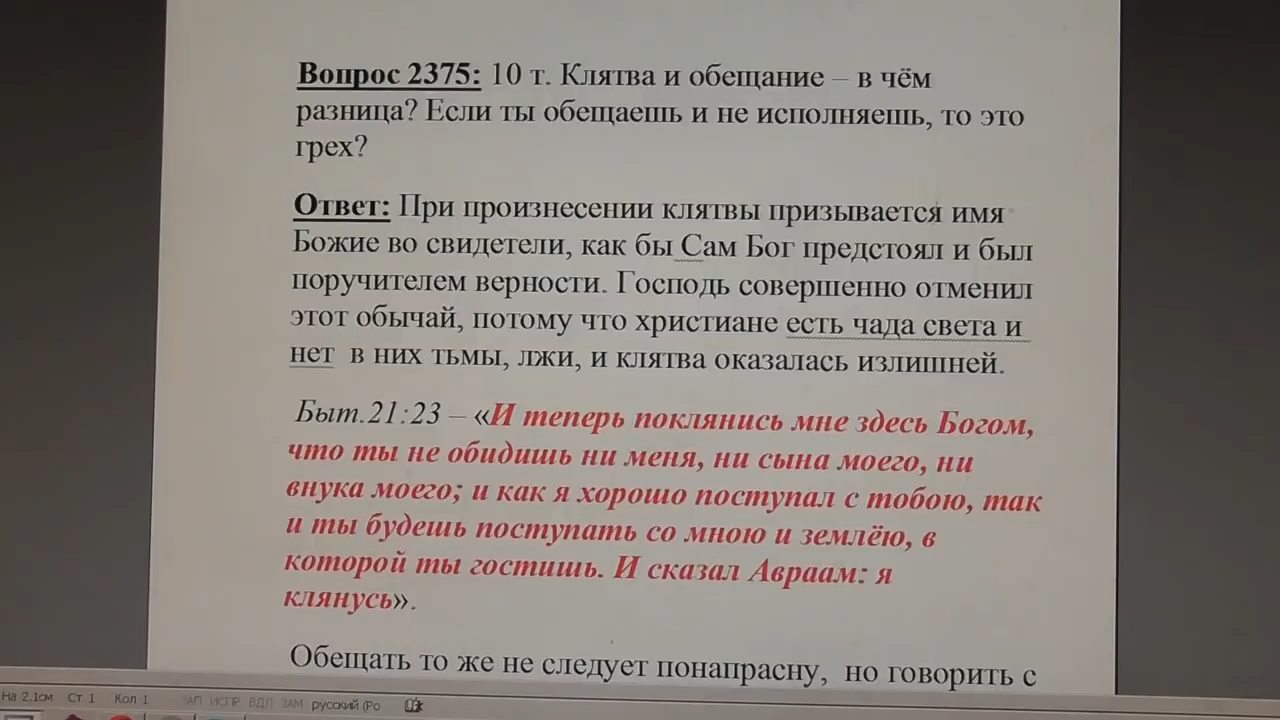 Вопрос 2375: 10 т. Клятва и обещание – в чём
разница? Если ты обещаешь и не исполняешь, то это
грех?
Ответ: При произнесении клятвы призывается имя
Божие во свидетели, как бы Сам Бог предстоял и был
поручителем верности. Господь совершенно отменил
этот обычай, потому что христиане есть чада света и
нет в них тьмы, лжи, и клятва оказалась излишней.
Быт.21:23 – «И теперь поклянись мне здесь Богом,
что ты не обидишь ни меня, ни сына моего, ни
внука моего; и как я хорошо поступал с тобою, так
и ты будешь поступать со мною и землёю, в
которой ты гостишь. И сказал Авраам: я
клянусь».
Обещать то же не следует понапрасну, но говорить с
На 2,1см Ст 1 Кол 1 ЗАП ИСПР ВДЛ ЗАМ русский (Ро